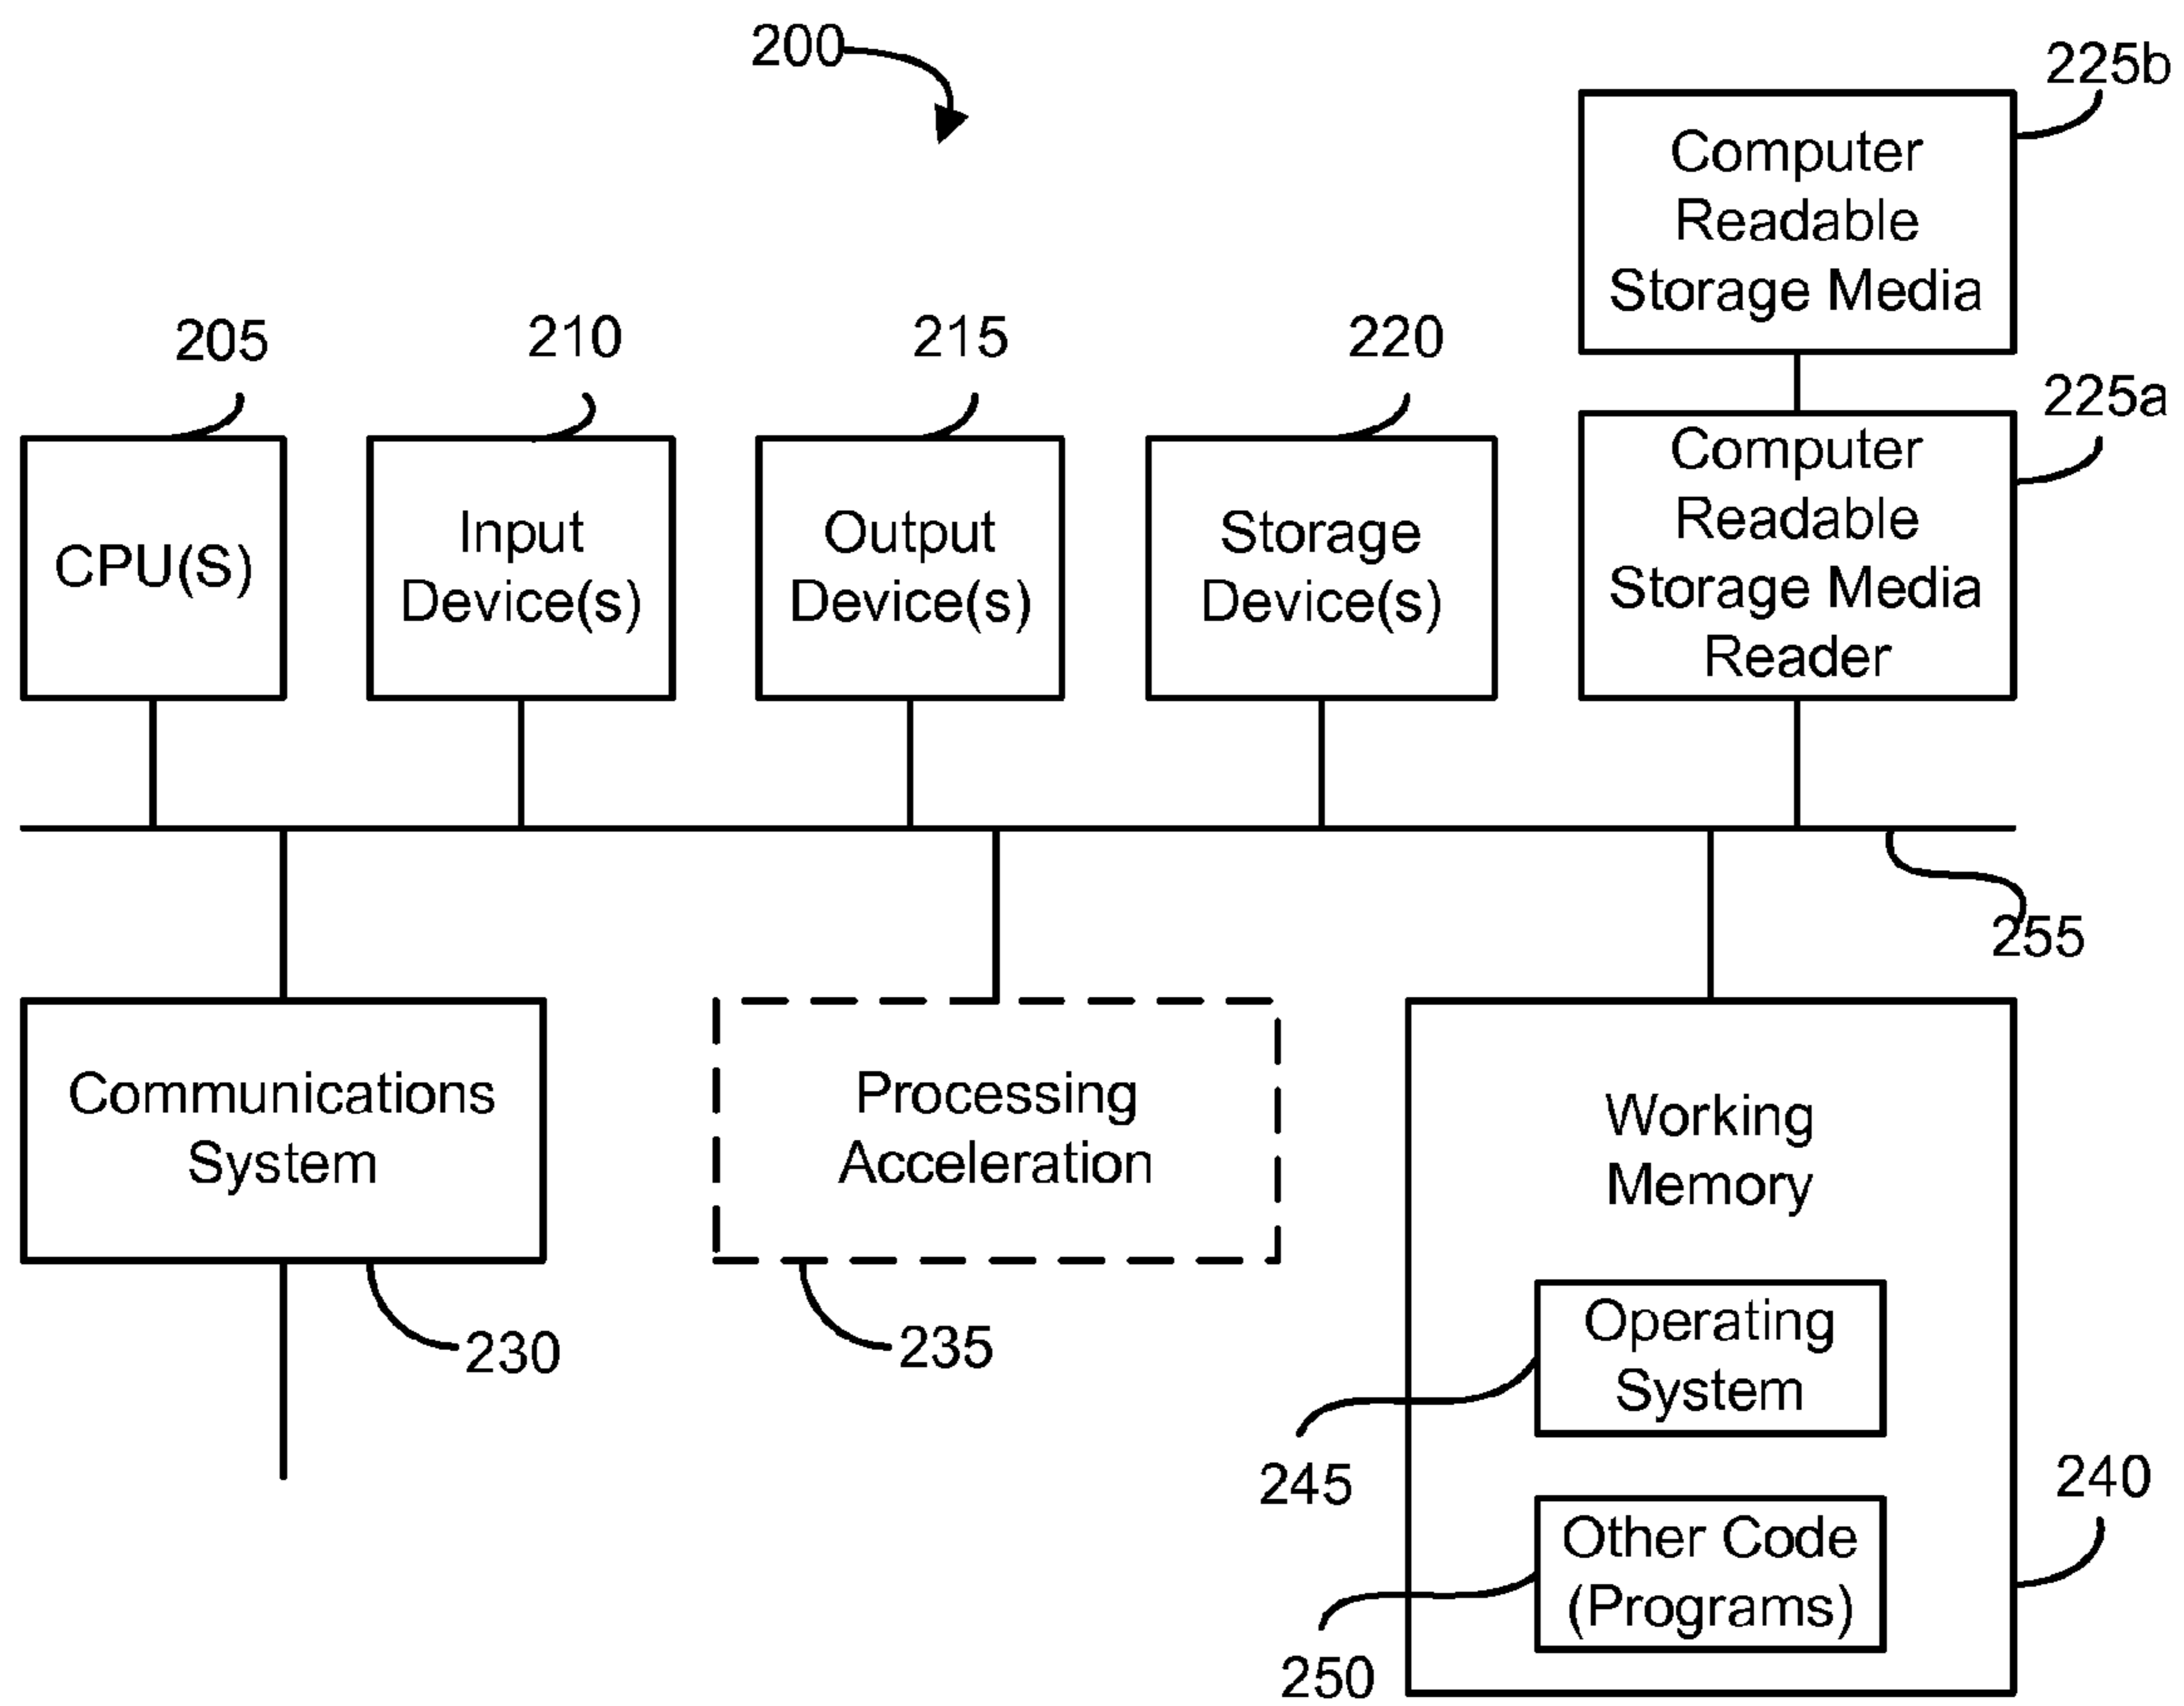 200
225b
Computer
Readable
Storage Media
205
210
215
220
225a
CPU(S)
Input
Device(s)
Output
Device(s)
Storage
Device(s)
Computer
Readable
Storage Media
Reader
255
Communications
System
230
Processing
Acceleration
235
Working
Memory
Operating
System
245
240
Other Code
(Programs)
250